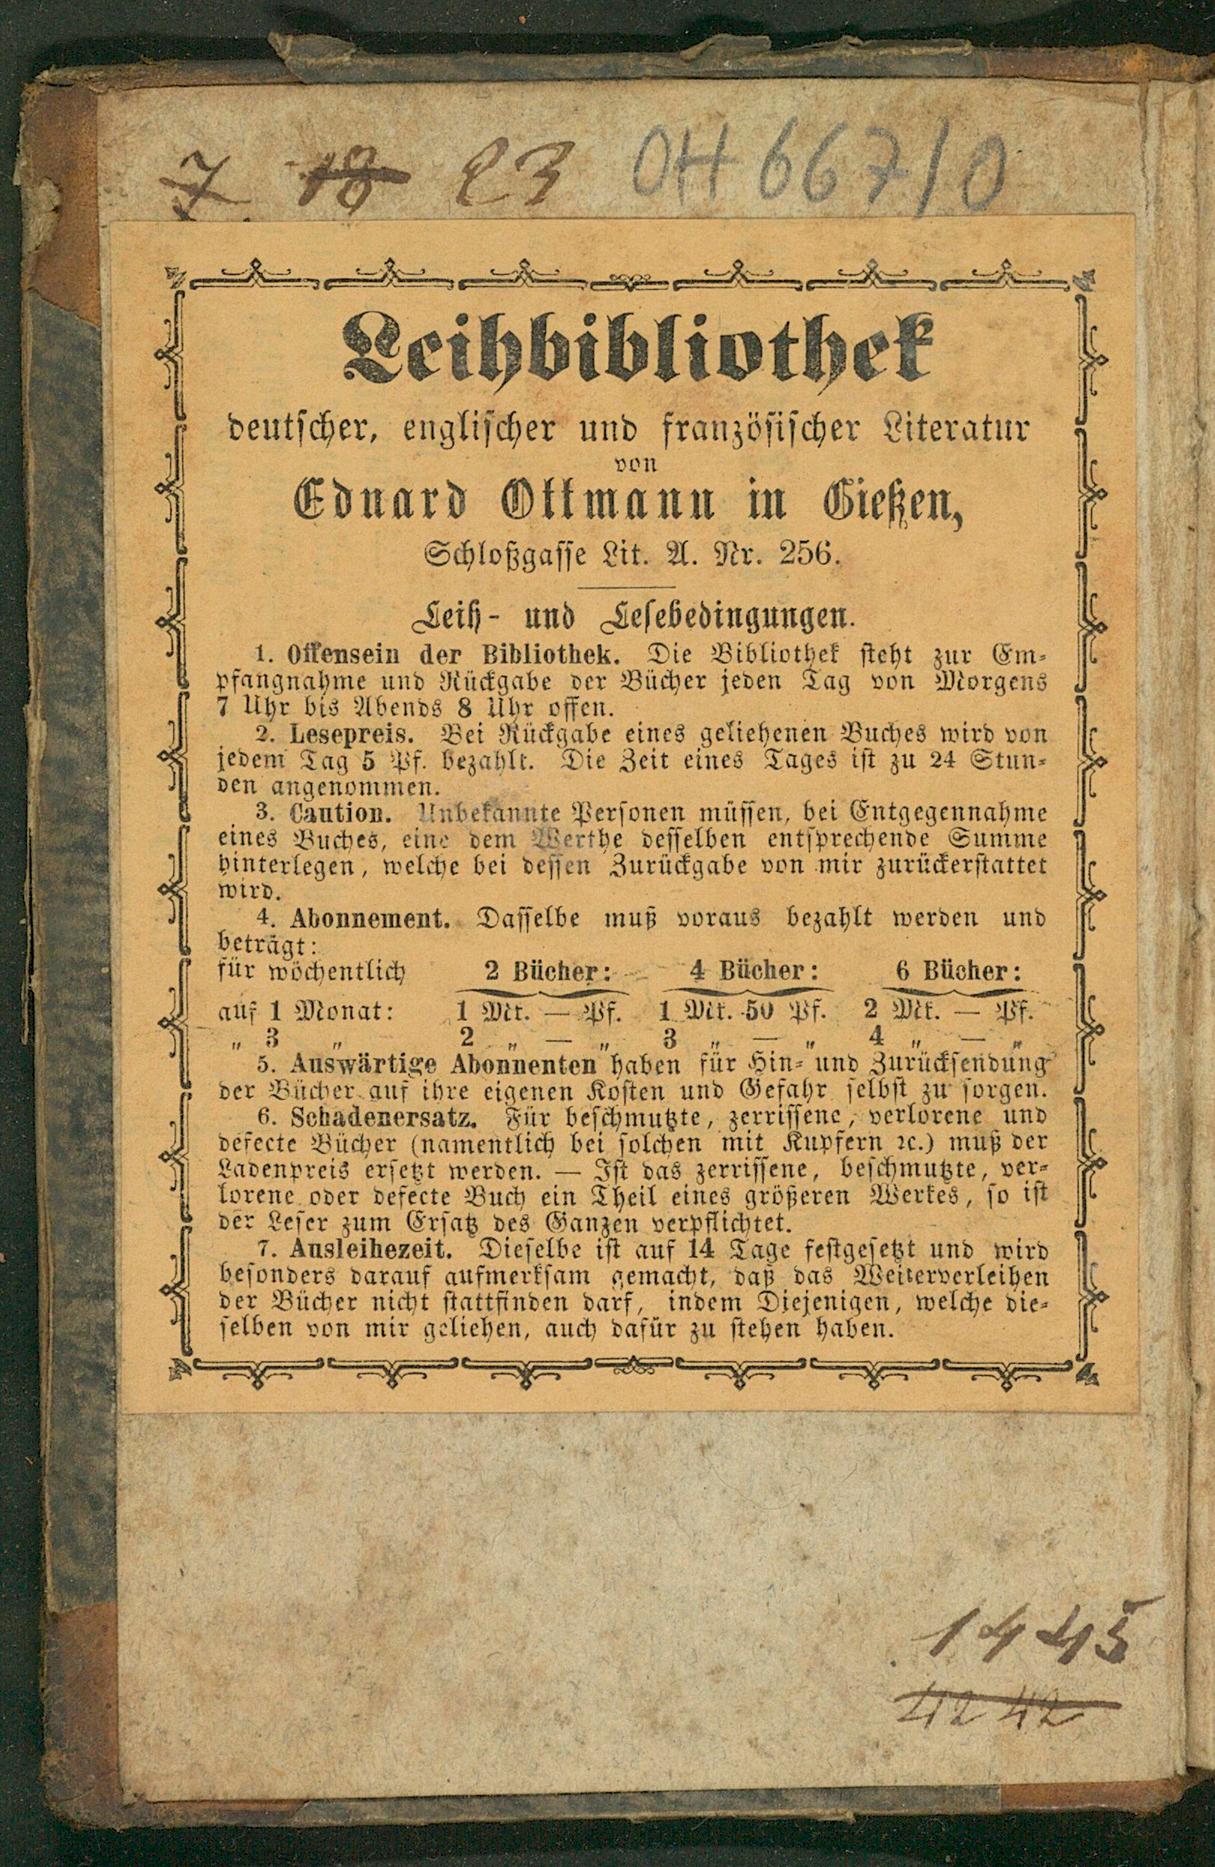 7. 18 23 OH 66710
Leihbibliothek
deutscher, englischer und französischer Literatur
von
Eduard Ottmann in Gießen,
Schloßgasse Lit. A. Nr. 256.
Leih- und Lesebedingungen.
1. Offensein der Bibliothek. Die Bibliothek steht zur Em-
pfangnahme und Rückgabe der Bücher jeden Tag von Morgens
7 Uhr bis Abends 8 Uhr offen.
2. Lesepreis. Bei Rückgabe eines geliehenen Buches wird von
jedem Tag 5 Pf. bezahlt. Die Zeit eines Tages ist zu 24 Stun-
den angenommen.
3. Caution. Unbekannte Personen müssen, bei Entgegennahme
eines Buches, eine dem Werthe desselben entsprechende Summe
hinterlegen, welche bei dessen Zurückgabe von mir zurückerstattet
wird.
4. Abonnement. Dasselbe muß voraus bezahlt werden und
beträgt:
für wöchentlich 2 Bücher: 4 Bücher: 6 Bücher:
auf 1 Monat: 1 Mk. — Pf. 1 Mk. 50 Pf. 2 Mk. — Pf.
„ 3 „ 2 „ — „ 3 „ — „ 4 „ — „
5. Auswärtige Abonnenten haben für Hin- und Zurücksendung
der Bücher auf ihre eigenen Kosten und Gefahr selbst zu sorgen.
6. Schadenersatz. Für beschmutzte, zerrissene, verlorene und
defecte Bücher (namentlich bei solchen mit Kupfern ꝛc.) muß der
Ladenpreis ersetzt werden. — Ist das zerrissene, beschmutzte, ver-
lorene oder defecte Buch ein Theil eines größeren Werkes, so ist
der Leser zum Ersatz des Ganzen verpflichtet.
7. Ausleihezeit. Dieselbe ist auf 14 Tage festgesetzt und wird
besonders darauf aufmerksam gemacht, daß das Weiterverleihen
der Bücher nicht stattfinden darf, indem Diejenigen, welche die-
selben von mir geliehen, auch dafür zu stehen haben.
1445
4242